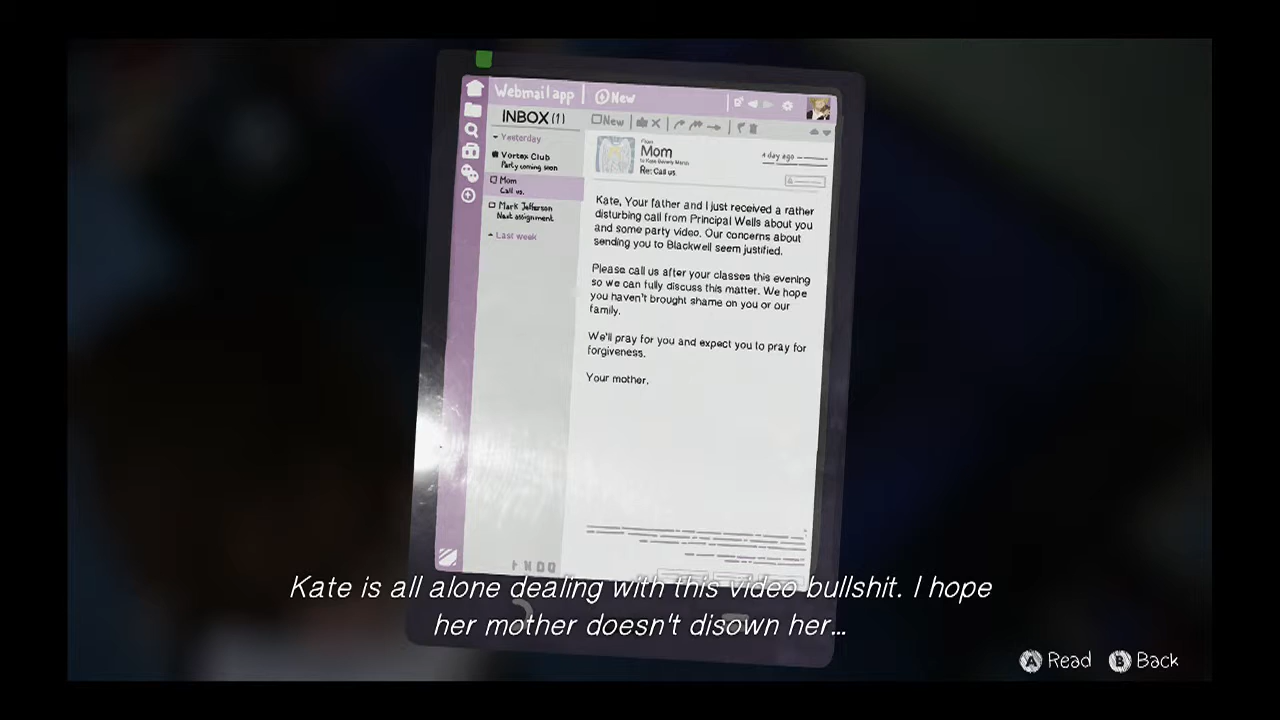 Webmail app
New
INBOX (1)
New
Yesterday
Vortex Club
Party coming soon
Mom
Call us.
Mark Jefferson
Next assignment
Last week
From
Mom
to Kate Beverly Marsh
Re: Call us.
1 day ago
Kate, Your father and I just received a rather
disturbing call from Principal Wells about you
and some party video. Our concerns about
sending you to Blackwell seem justified.
Please call us after your classes this evening
so we can fully discuss this matter. We hope
you haven't brought shame on you or our
family.
We'll pray for you and expect you to pray for
forgiveness.
Your mother.
Kate is all alone dealing with this video bullshit. I hope
her mother doesn't disown her...
A Read B Back